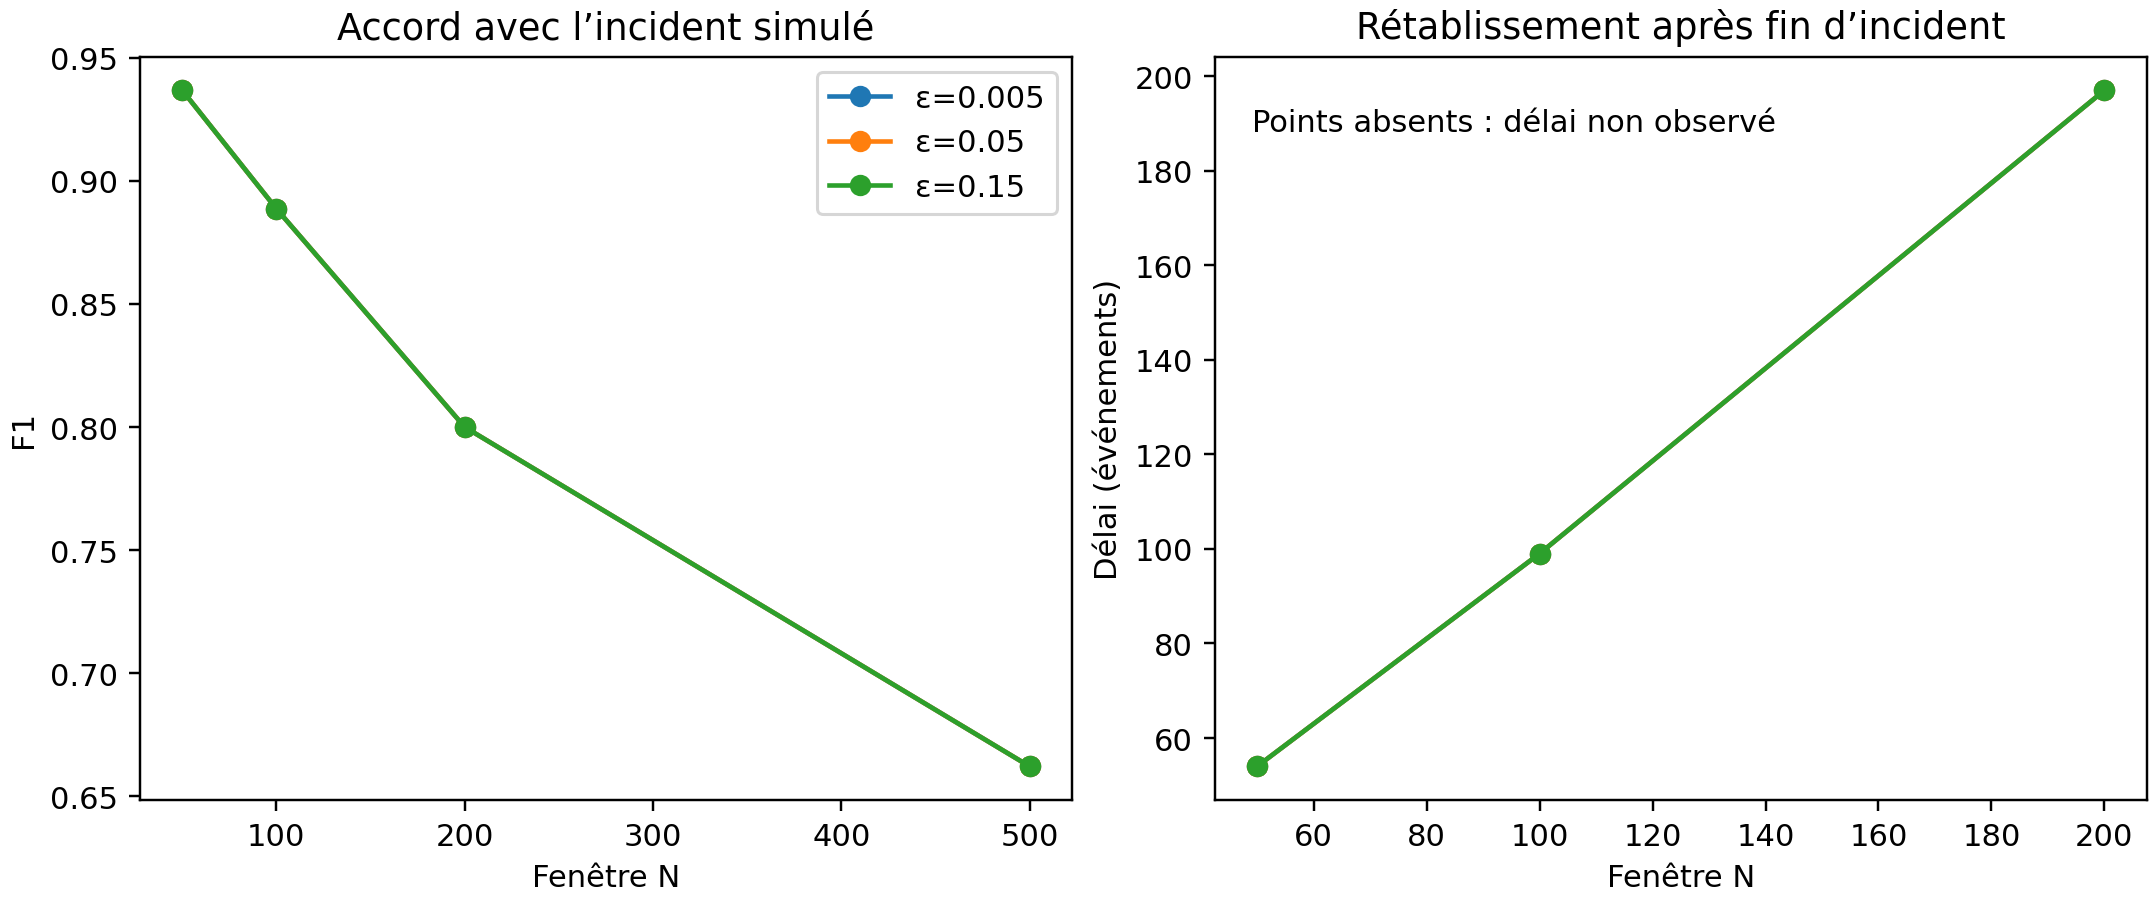 Accord avec l’incident simulé
0.95
0.90
0.85
0.80
0.75
0.70
0.65
F1
ε=0.005
ε=0.05
ε=0.15
100 200 300 400 500
Fenêtre N
Rétablissement après fin d’incident
200
180
160
140
120
100
80
60
Délai (événements)
Points absents : délai non observé
60 80 100 120 140 160 180 200
Fenêtre N